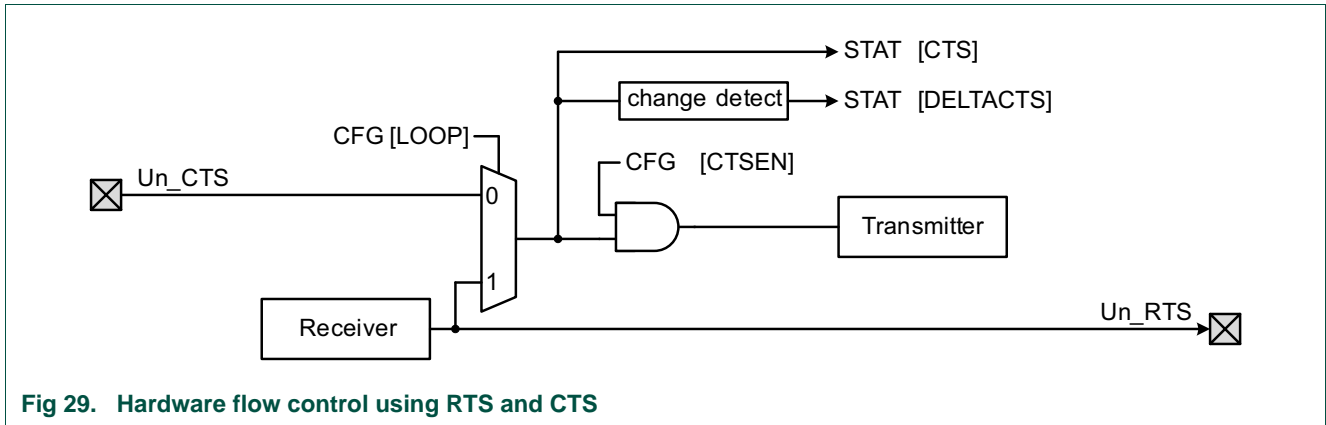 STAT [CTS]
change detect
STAT [DELTACTS]
CFG [LOOP]
CFG [CTSEN]
Un_CTS
0
Transmitter
1
Un_RTS
Receiver
Fig 29. Hardware flow control using RTS and CTS